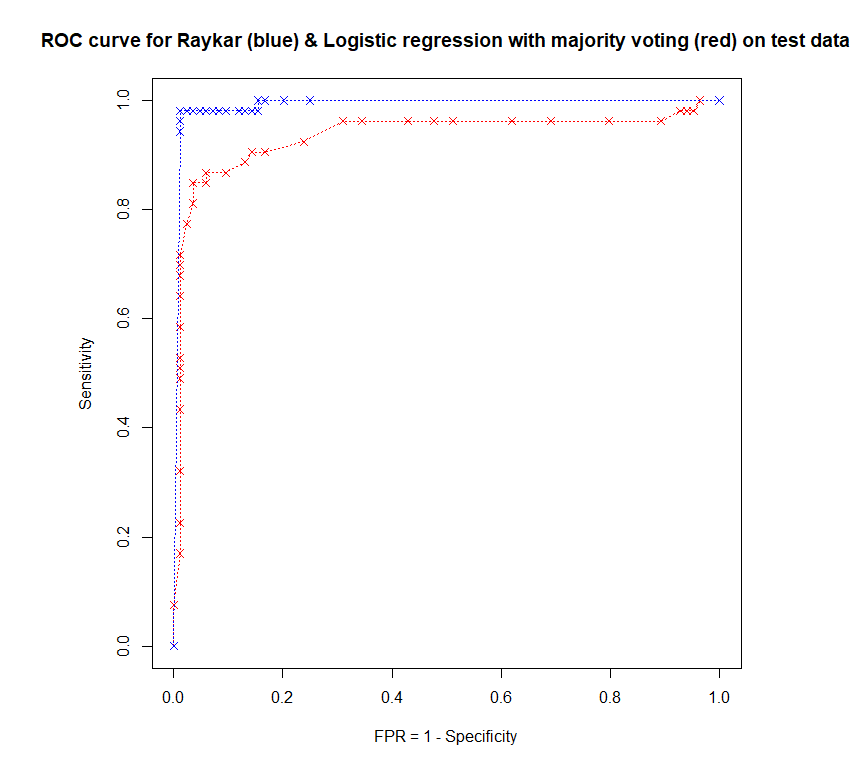 ROC curve for Raykar (blue) & Logistic regression with majority voting (red) on test data
1.0
0.8
0.6
0.4
0.2
0.0
Sensitivity
0.0 0.2 0.4 0.6 0.8 1.0
FPR = 1 - Specificity